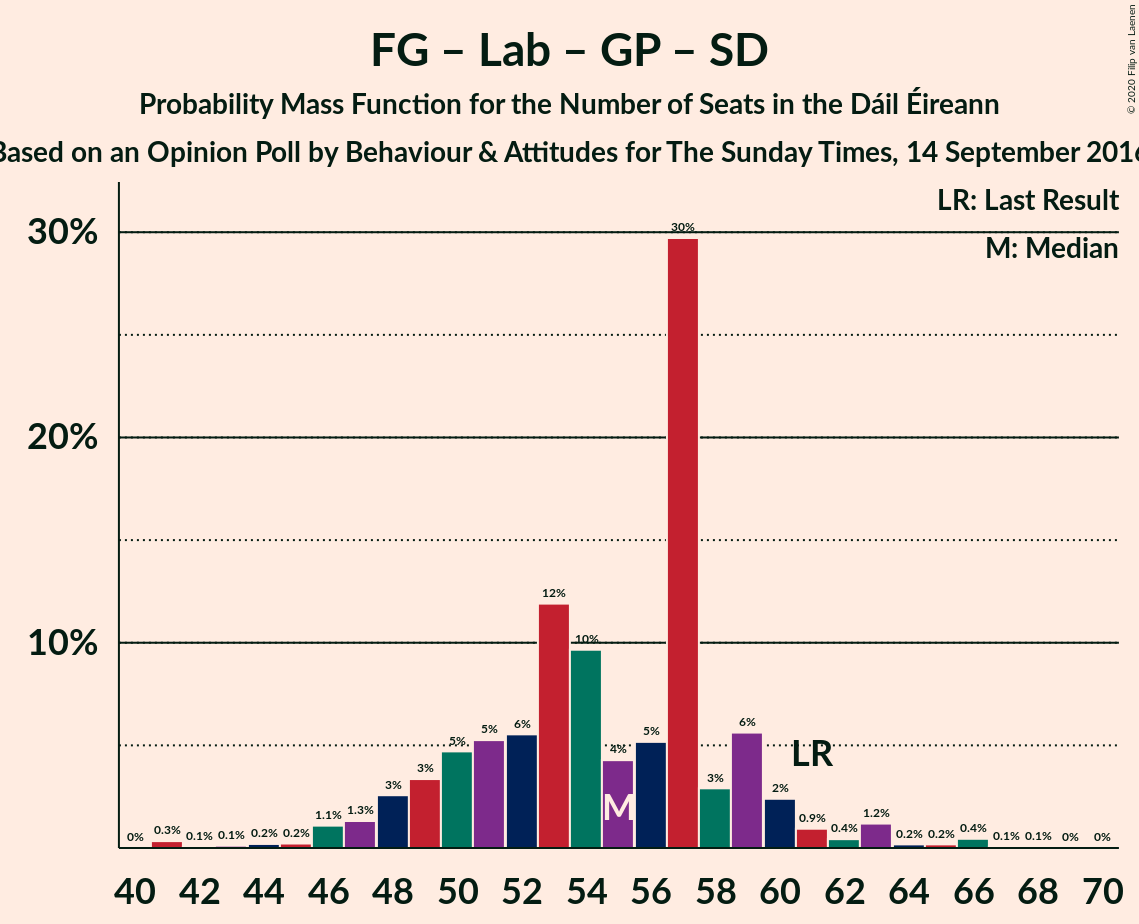 FG – Lab – GP – SD
Probability Mass Function for the Number of Seats in the Dáil Éireann
Based on an Opinion Poll by Behaviour & Attitudes for The Sunday Times, 14 September 2016
© 2020 Filip van Laenen
LR: Last Result
M: Median
30%
20%
10%
0% 0.3% 0.1% 0.1% 0.2% 0.2% 1.1% 1.3% 3% 3% 5% 5% 6% 12% 10% 4% 5% 30% 3% 6% 2% 0.9% 0.4% 1.2% 0.2% 0.2% 0.4% 0.1% 0.1% 0% 0%
M
LR
40 42 44 46 48 50 52 54 56 58 60 62 64 66 68 70